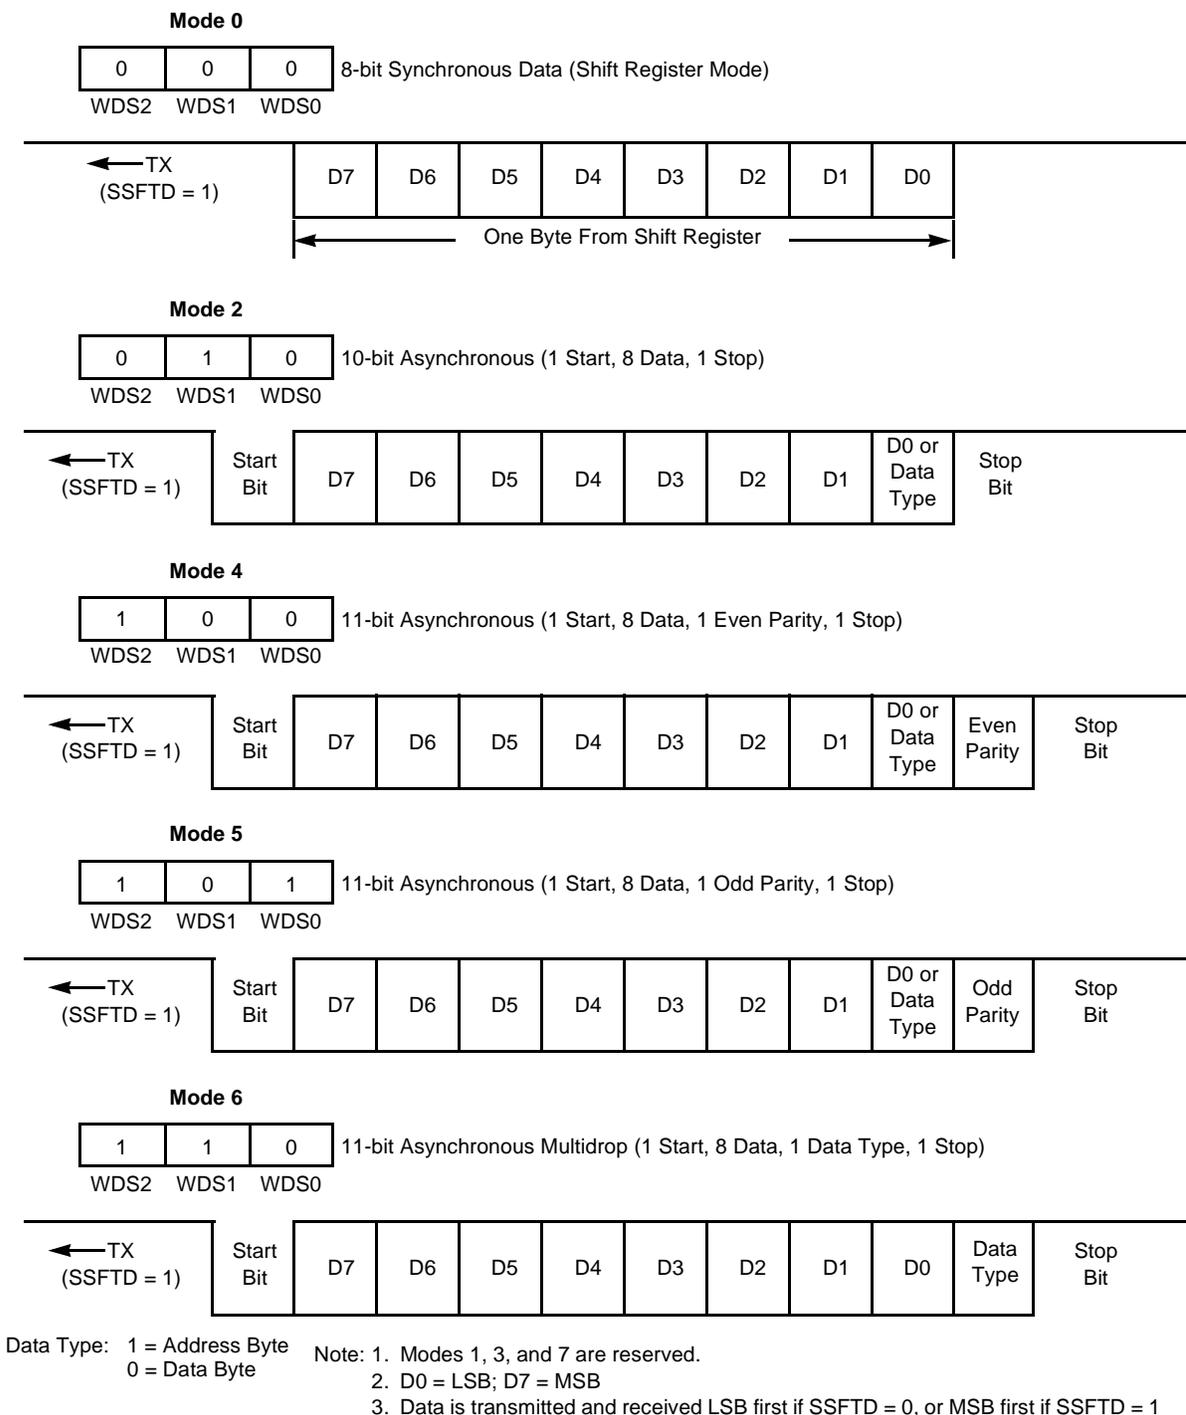 Mode 0
0 0 0 8-bit Synchronous Data (Shift Register Mode)
WDS2 WDS1 WDS0
TX
(SSFTD = 1)
D7 D6 D5 D4 D3 D2 D1 D0
One Byte From Shift Register
Mode 2
0 1 0 10-bit Asynchronous (1 Start, 8 Data, 1 Stop)
WDS2 WDS1 WDS0
TX
(SSFTD = 1)
Start
Bit
D7 D6 D5 D4 D3 D2 D1
D0 or
Data
Type
Stop
Bit
Mode 4
1 0 0 11-bit Asynchronous (1 Start, 8 Data, 1 Even Parity, 1 Stop)
WDS2 WDS1 WDS0
TX
(SSFTD = 1)
Start
Bit
D7 D6 D5 D4 D3 D2 D1
D0 or
Data
Type
Even
Parity
Stop
Bit
Mode 5
1 0 1 11-bit Asynchronous (1 Start, 8 Data, 1 Odd Parity, 1 Stop)
WDS2 WDS1 WDS0
TX
(SSFTD = 1)
Start
Bit
D7 D6 D5 D4 D3 D2 D1
D0 or
Data
Type
Odd
Parity
Stop
Bit
Mode 6
1 1 0 11-bit Asynchronous Multidrop (1 Start, 8 Data, 1 Data Type, 1 Stop)
WDS2 WDS1 WDS0
TX
(SSFTD = 1)
Start
Bit
D7 D6 D5 D4 D3 D2 D1 D0
Data
Type
Stop
Bit
Data Type: 1 = Address Byte
0 = Data Byte
Note: 1. Modes 1, 3, and 7 are reserved.
2. D0 = LSB; D7 = MSB
3. Data is transmitted and received LSB first if SSFTD = 0, or MSB first if SSFTD = 1